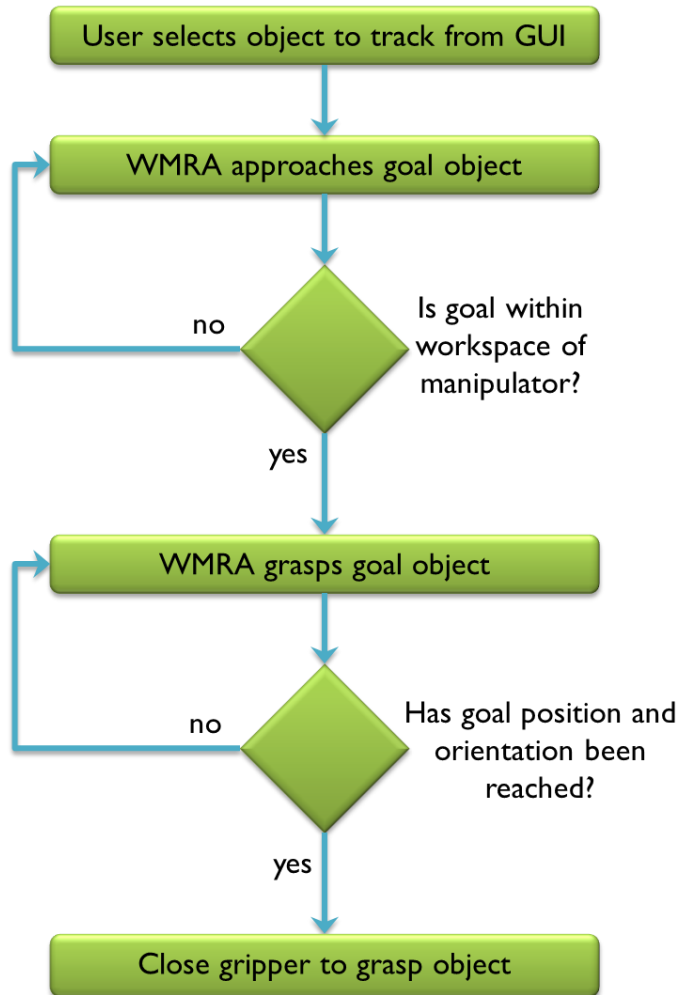 User selects object to track from GUI
WMRA approaches goal object
Is goal within
workspace of
manipulator?
no
yes
WMRA grasps goal object
Has goal position and
orientation been
reached?
no
yes
Close gripper to grasp object